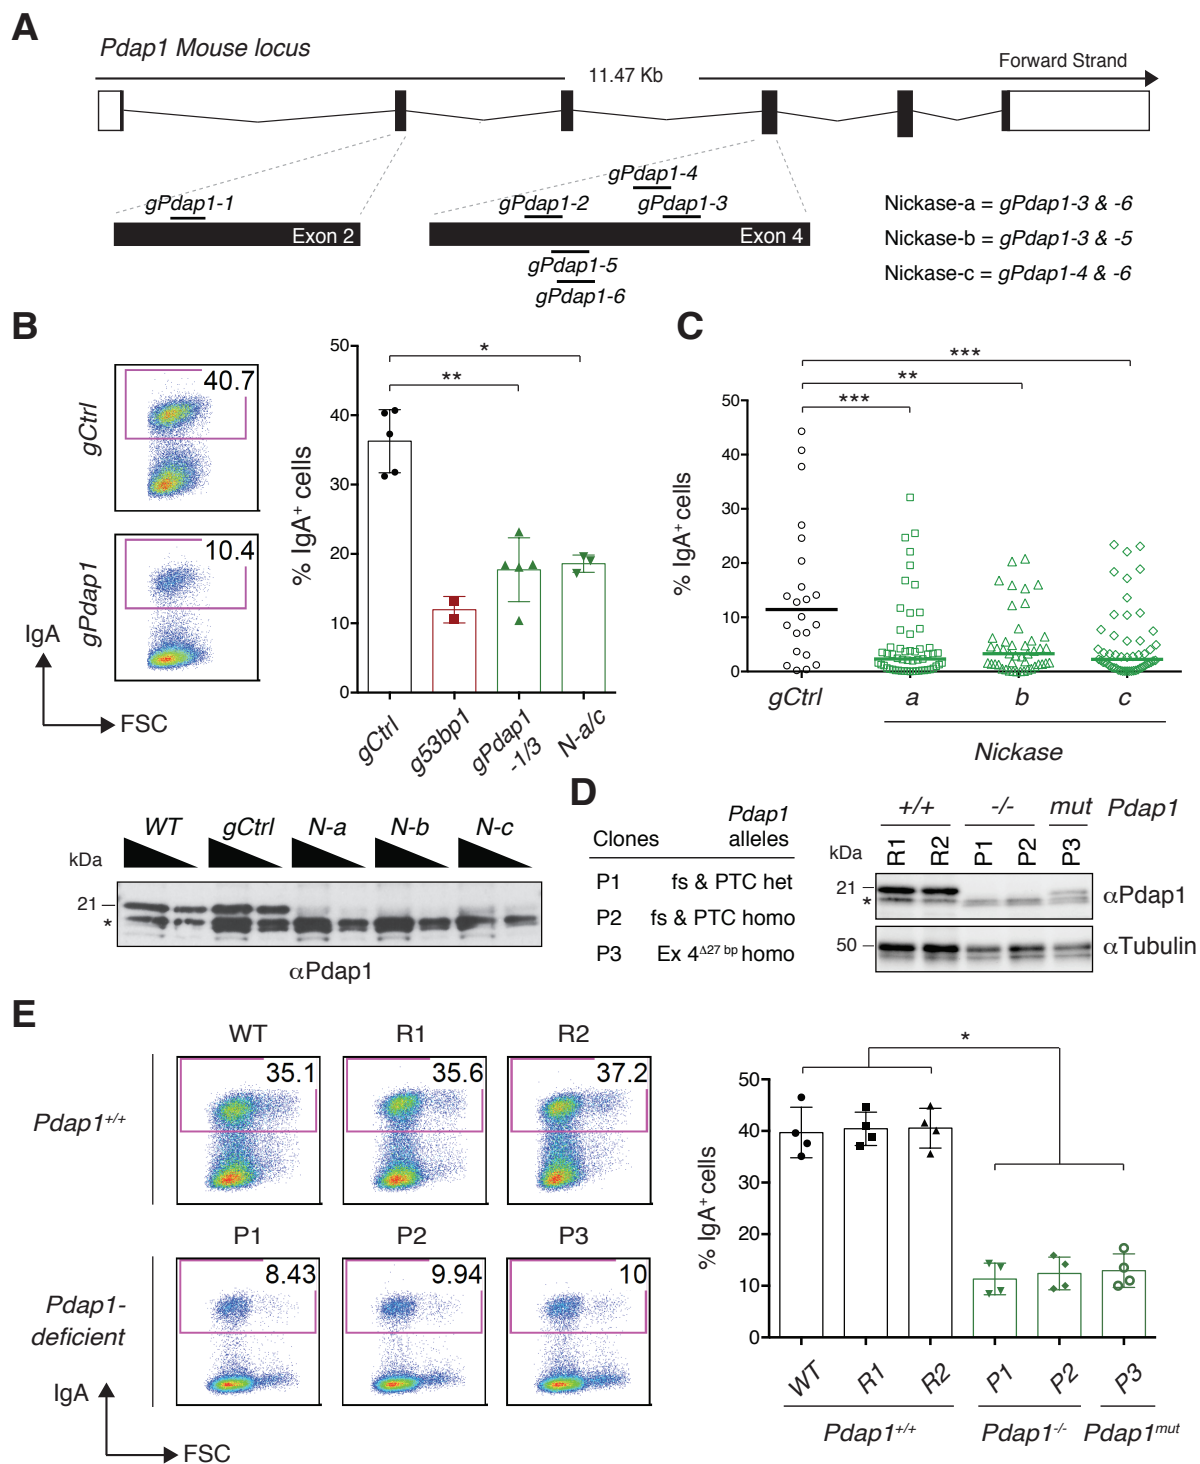 A
Pdap1 Mouse locus
11.47 Kb
Forward Strand
gPdap1-1
gPdap1-4
gPdap1-2
gPdap1-3
Exon 2
Exon 4
gPdap1-5
gPdap1-6
Nickase-a = gPdap1-3 & -6
Nickase-b = gPdap1-3 & -5
Nickase-c = gPdap1-4 & -6
B
gCtrl
40.7
gPdap1
10.4
IgA
FSC
% IgA+ cells
50
40
30
20
10
0
*
**
gCtrl
g53bp1
gPdap1
-1/3
N-a/c
C
***
**
***
% IgA+ cells
50
40
30
20
10
0
gCtrl
a
b
c
Nickase
WT
gCtrl
N-a
N-b
N-c
kDa
21
*
αPdap1
D
Clones
Pdap1
alleles
P1 fs & PTC het
P2 fs & PTC homo
P3 Ex 4Δ27 bp homo
+/+
-/-
mut
Pdap1
kDa
R1
R2
P1
P2
P3
21
*
αPdap1
50
αTubulin
E
WT
R1
R2
Pdap1+/+
35.1
35.6
37.2
P1
P2
P3
Pdap1-
deficient
8.43
9.94
10
IgA
FSC
*
% IgA+ cells
50
40
30
20
10
0
WT
R1
R2
P1
P2
P3
Pdap1+/+
Pdap1-/-
Pdap1mut